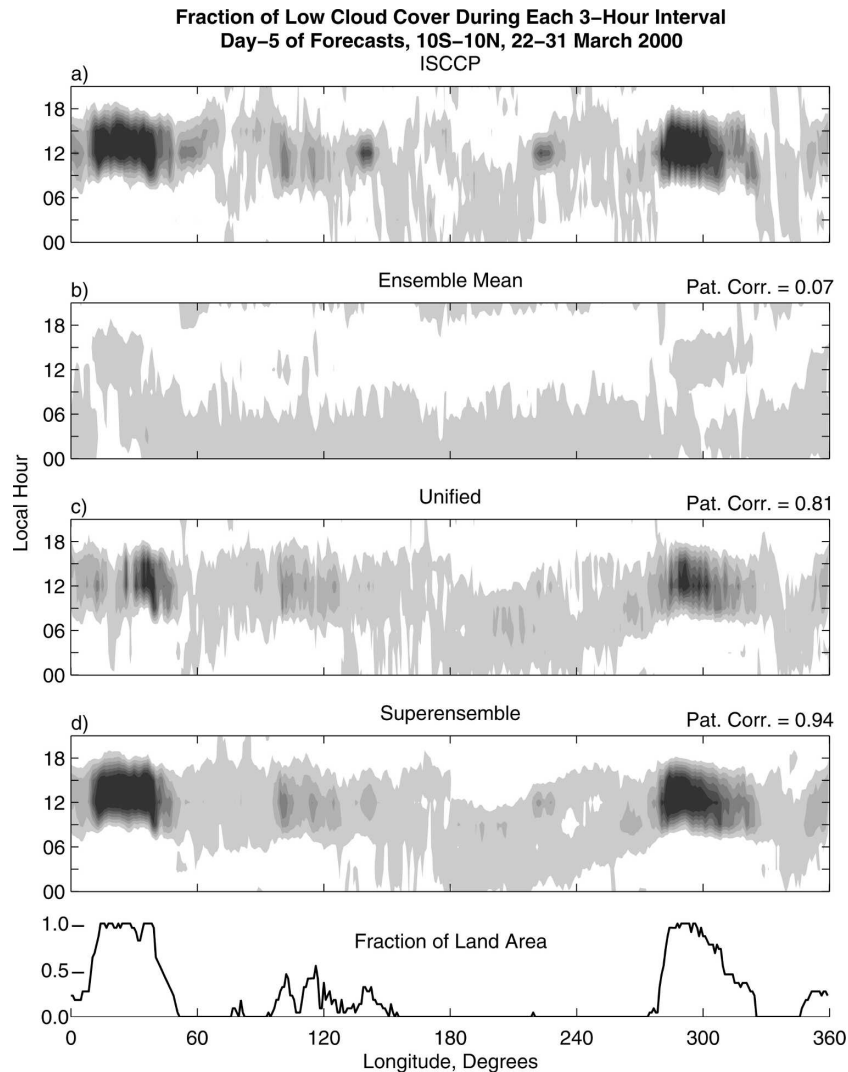 Fraction of Low Cloud Cover During Each 3−Hour Interval
Day−5 of Forecasts, 10S−10N, 22−31 March 2000
ISCCP
a)
18
12
06
00
Ensemble Mean
b)
Pat. Corr. = 0.07
18
12
06
00
Local Hour
Unified
c)
Pat. Corr. = 0.81
18
12
06
00
Superensemble
d)
Pat. Corr. = 0.94
18
12
06
00
Fraction of Land Area
1.0
0.5
0.0
0 60 120 180 240 300 360
Longitude, Degrees